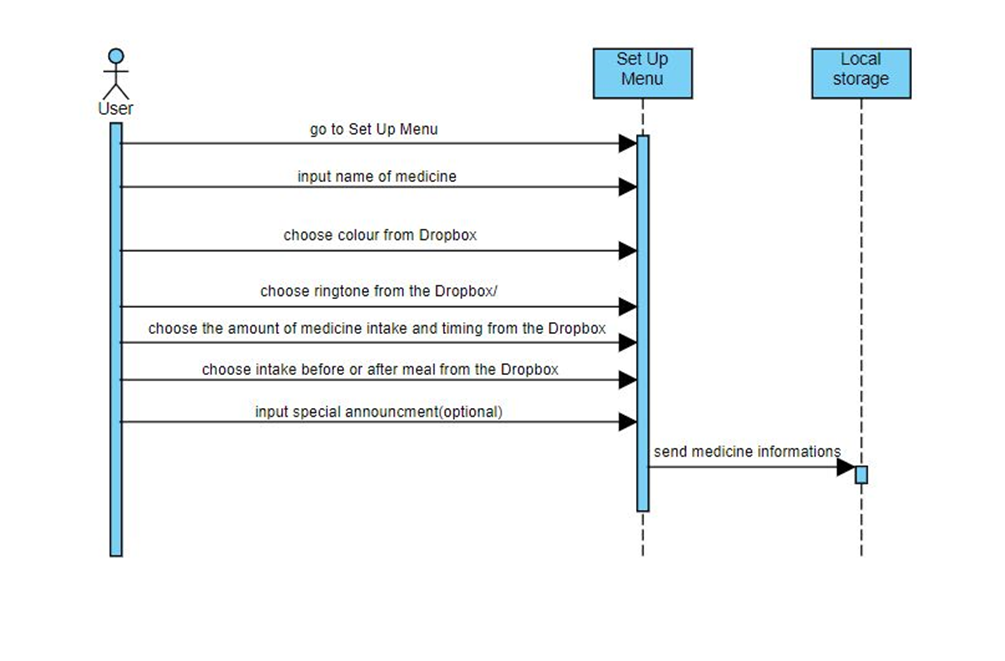 User
Set Up
Menu
Local
storage
go to Set Up Menu
input name of medicine
choose colour from Dropbox
choose ringtone from the Dropbox/
choose the amount of medicine intake and timing from the Dropbox
choose intake before or after meal from the Dropbox
input special announcment(optional)
send medicine informations